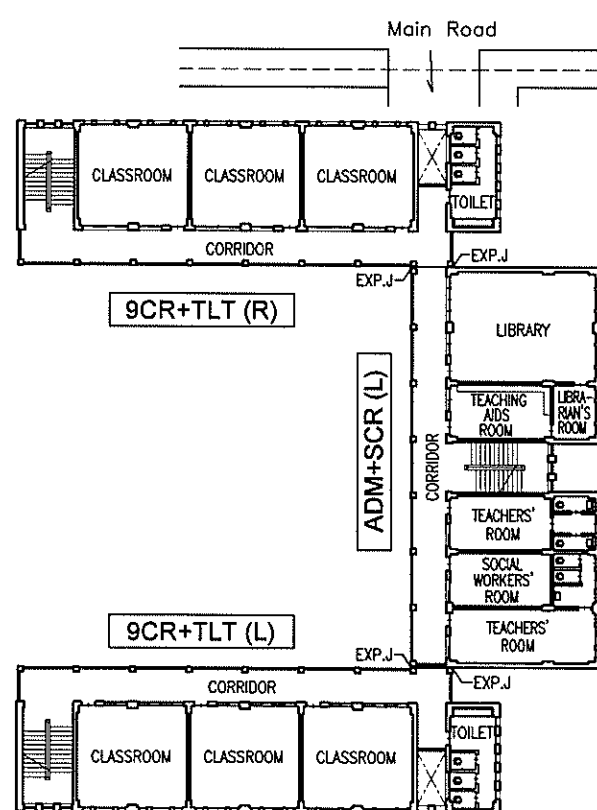 Main Road
CLASSROOM
CLASSROOM
CLASSROOM
TOILET
CORRIDOR
EXP.J
EXP.J
9CR+TLT (R)
LIBRARY
ADM+SCR (L)
CORRIDOR
TEACHING
AIDS
ROOM
LIBRA-
RIAN'S
ROOM
TEACHERS'
ROOM
SOCIAL
WORKERS'
ROOM
TEACHERS'
ROOM
9CR+TLT (L)
EXP.J
EXP.J
CORRIDOR
CLASSROOM
CLASSROOM
CLASSROOM
TOILET